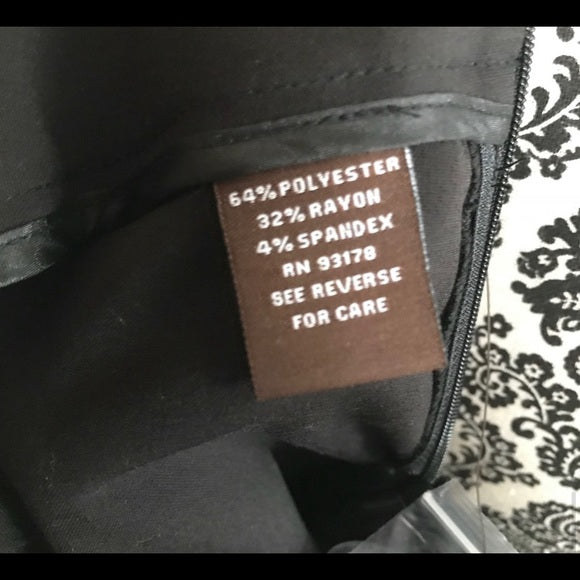 64% POLYESTER
32% RAYON
4% SPANDEX
RN 93178
SEE REVERSE
FOR CARE